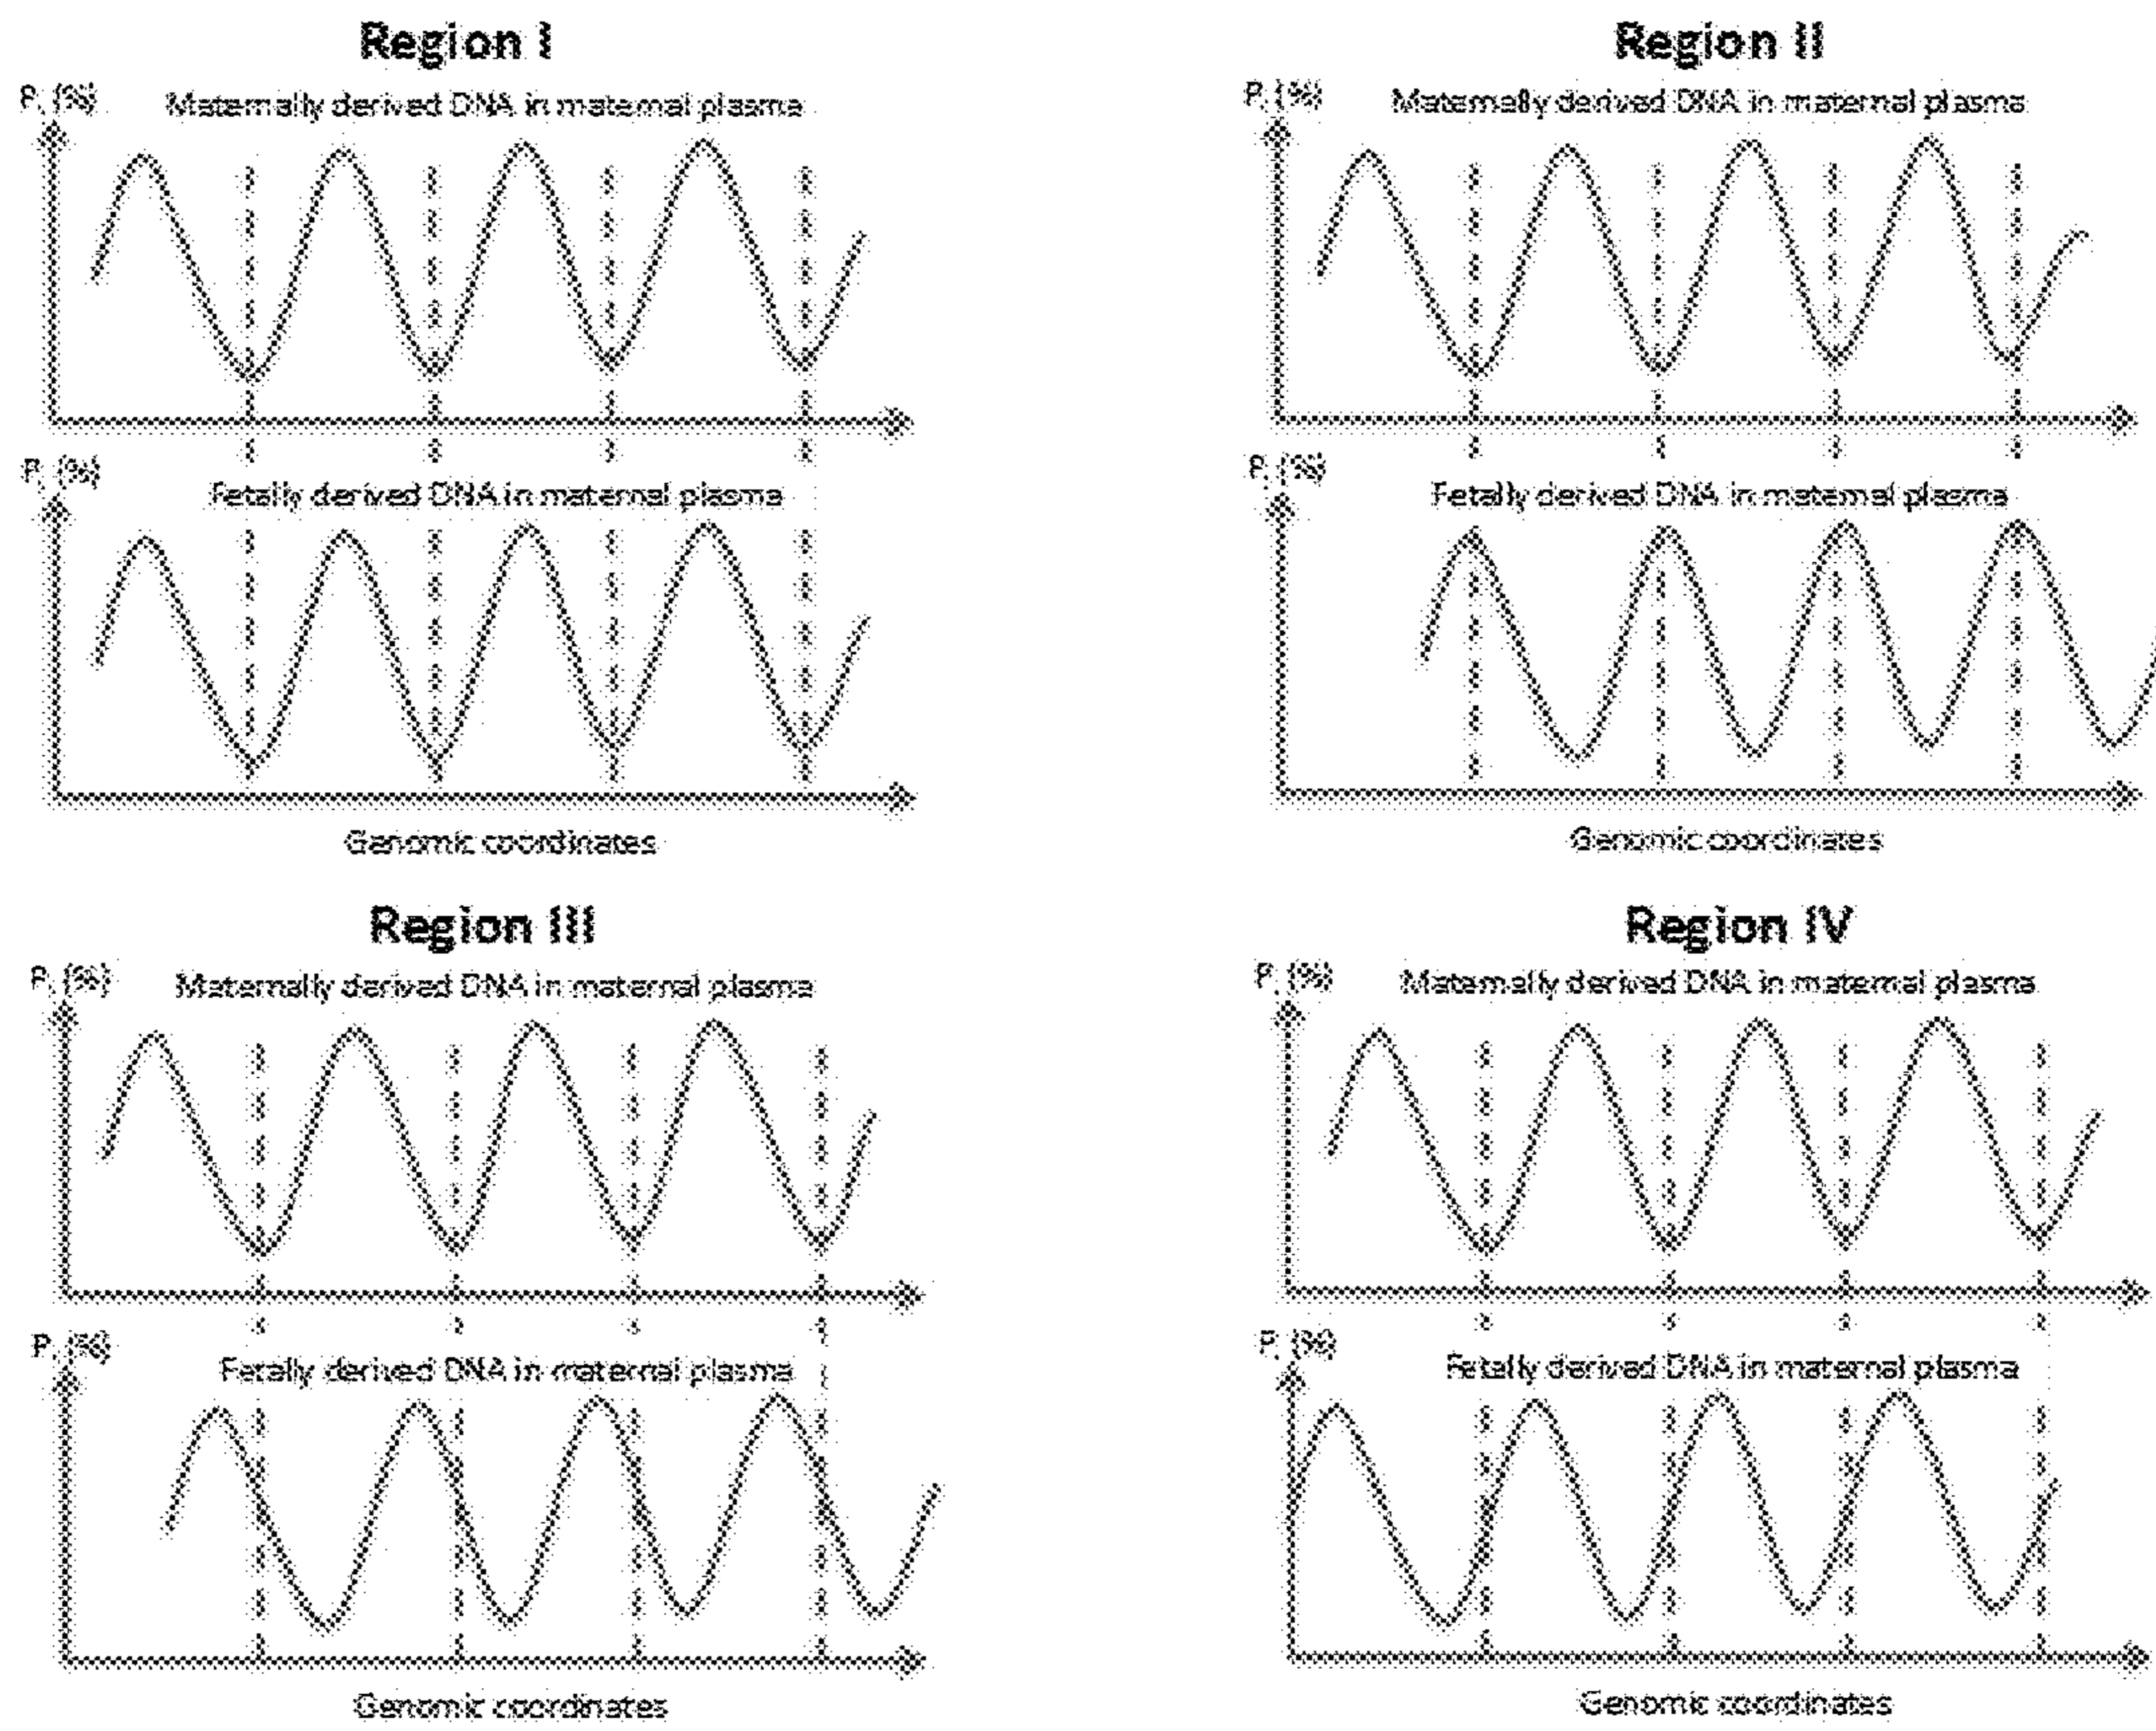 Region I
P. (%)
Maternally derived DNA in maternal plasma
P. (%)
Fetally derived DNA in maternal plasma
Genomic coordinates
Region II
P. (%)
Maternally derived DNA in maternal plasma
P. (%)
Fetally derived DNA in maternal plasma
Genomic coordinates
Region III
P. (%)
Maternally derived DNA in maternal plasma
P. (%)
Fetally derived DNA in maternal plasma
Genomic coordinates
Region IV
P. (%)
Maternally derived DNA in maternal plasma
P. (%)
Fetally derived DNA in maternal plasma
Genomic coordinates